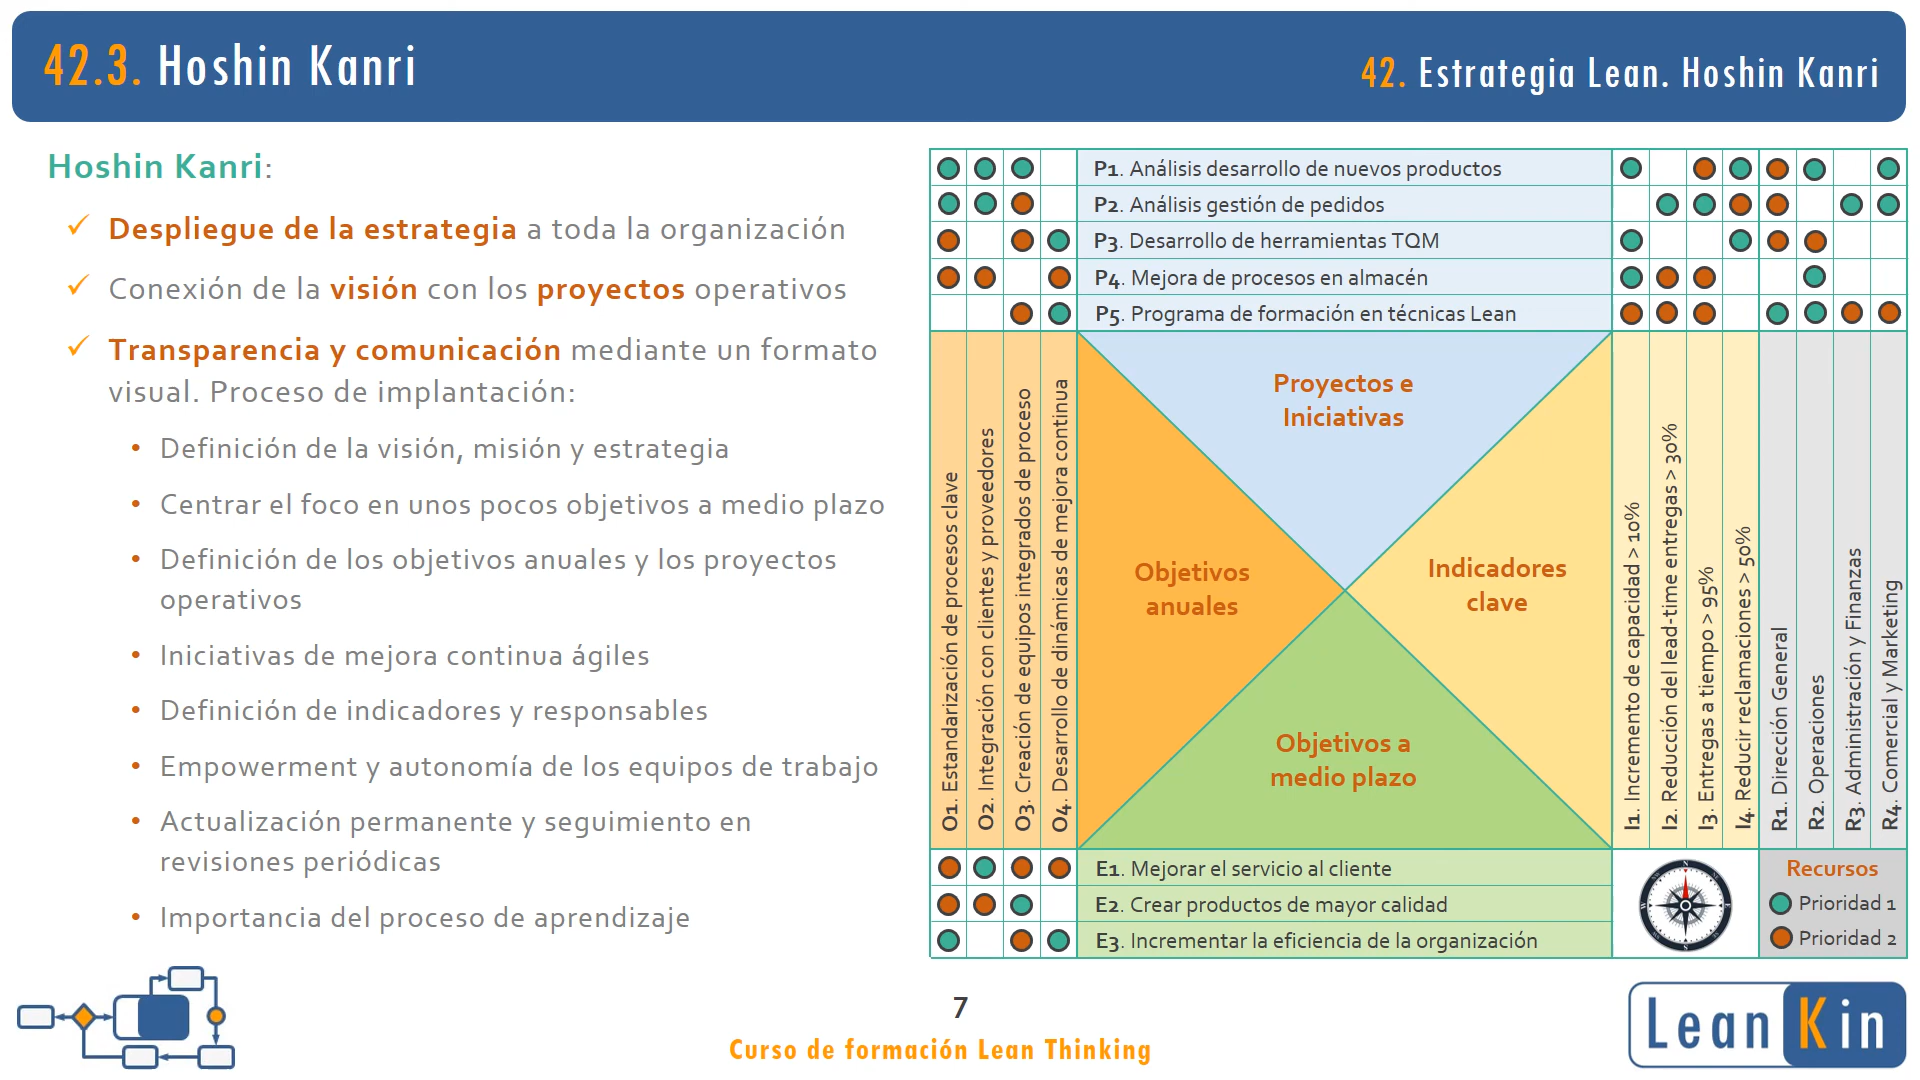 42.3. Hoshin Kanri
42. Estrategia Lean. Hoshin Kanri
Hoshin Kanri:
✓ Despliegue de la estrategia a toda la organización
✓ Conexión de la visión con los proyectos operativos
✓ Transparencia y comunicación mediante un formato
visual. Proceso de implantación:
• Definición de la visión, misión y estrategia
• Centrar el foco en unos pocos objetivos a medio plazo
• Definición de los objetivos anuales y los proyectos
operativos
• Iniciativas de mejora continua ágiles
• Definición de indicadores y responsables
• Empowerment y autonomía de los equipos de trabajo
• Actualización permanente y seguimiento en
revisiones periódicas
• Importancia del proceso de aprendizaje
P1. Análisis desarrollo de nuevos productos
P2. Análisis gestión de pedidos
P3. Desarrollo de herramientas TQM
P4. Mejora de procesos en almacén
P5. Programa de formación en técnicas Lean
O1. Estandarización de procesos clave
O2. Integración con clientes y proveedores
O3. Creación de equipos integrados de proceso
O4. Desarrollo de dinámicas de mejora continua
Proyectos e
Iniciativas
Objetivos
anuales
Indicadores
clave
Objetivos a
medio plazo
I1. Incremento de capacidad > 10%
I2. Reducción del lead-time entregas > 30%
I3. Entregas a tiempo > 95%
I4. Reducir reclamaciones > 50%
R1. Dirección General
R2. Operaciones
R3. Administración y Finanzas
R4. Comercial y Marketing
E1. Mejorar el servicio al cliente
E2. Crear productos de mayor calidad
E3. Incrementar la eficiencia de la organización
N
E
S
W
Recursos
Prioridad 1
Prioridad 2
7
Curso de formación Lean Thinking
LeanKin